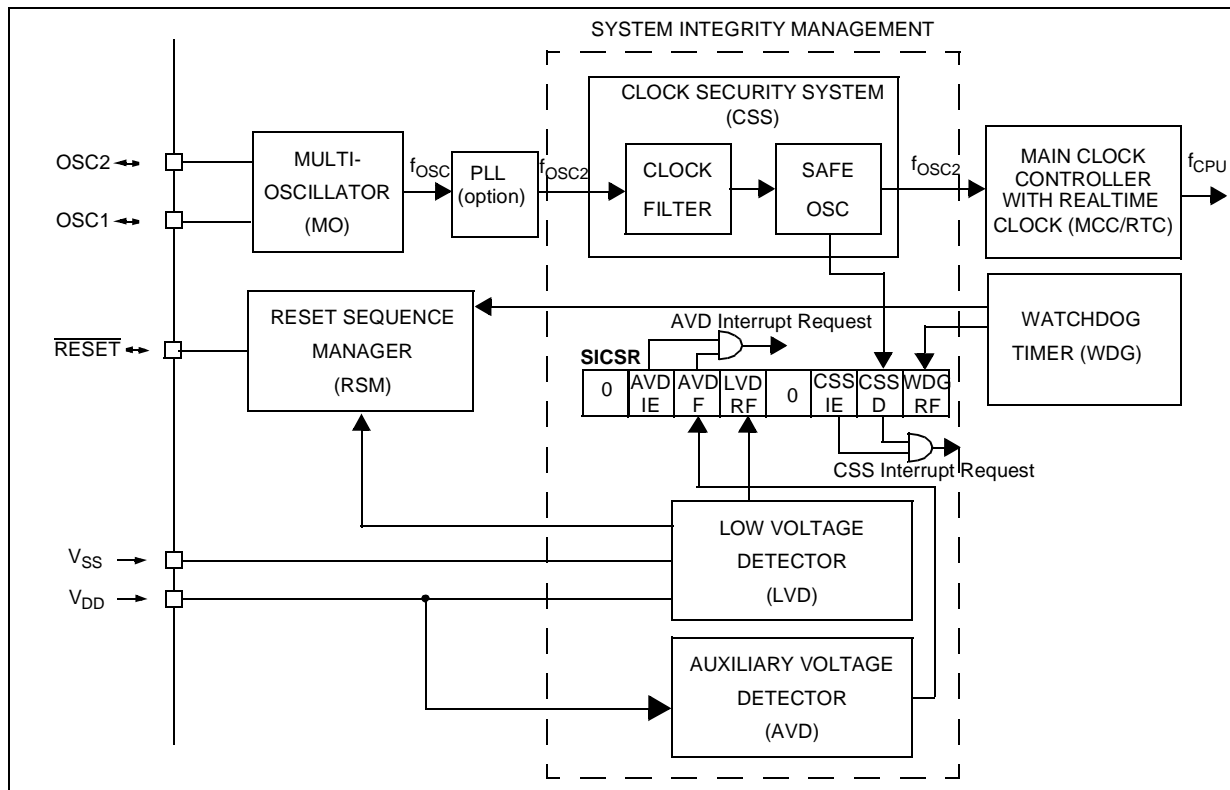 SYSTEM INTEGRITY MANAGEMENT
CLOCK SECURITY SYSTEM
(CSS)
OSC2
OSC1
MULTI-
OSCILLATOR
(MO)
fOSC
PLL
(option)
fOSC2
CLOCK
FILTER
SAFE
OSC
fOSC2
MAIN CLOCK
CONTROLLER
WITH REALTIME
CLOCK (MCC/RTC)
fCPU
RESET
RESET SEQUENCE
MANAGER
(RSM)
AVD Interrupt Request
WATCHDOG
TIMER (WDG)
SICSR
0
AVD
IE
AVD
F
LVD
RF
0
CSS
IE
CSS
D
WDG
RF
CSS Interrupt Request
VSS
VDD
LOW VOLTAGE
DETECTOR
(LVD)
AUXILIARY VOLTAGE
DETECTOR
(AVD)